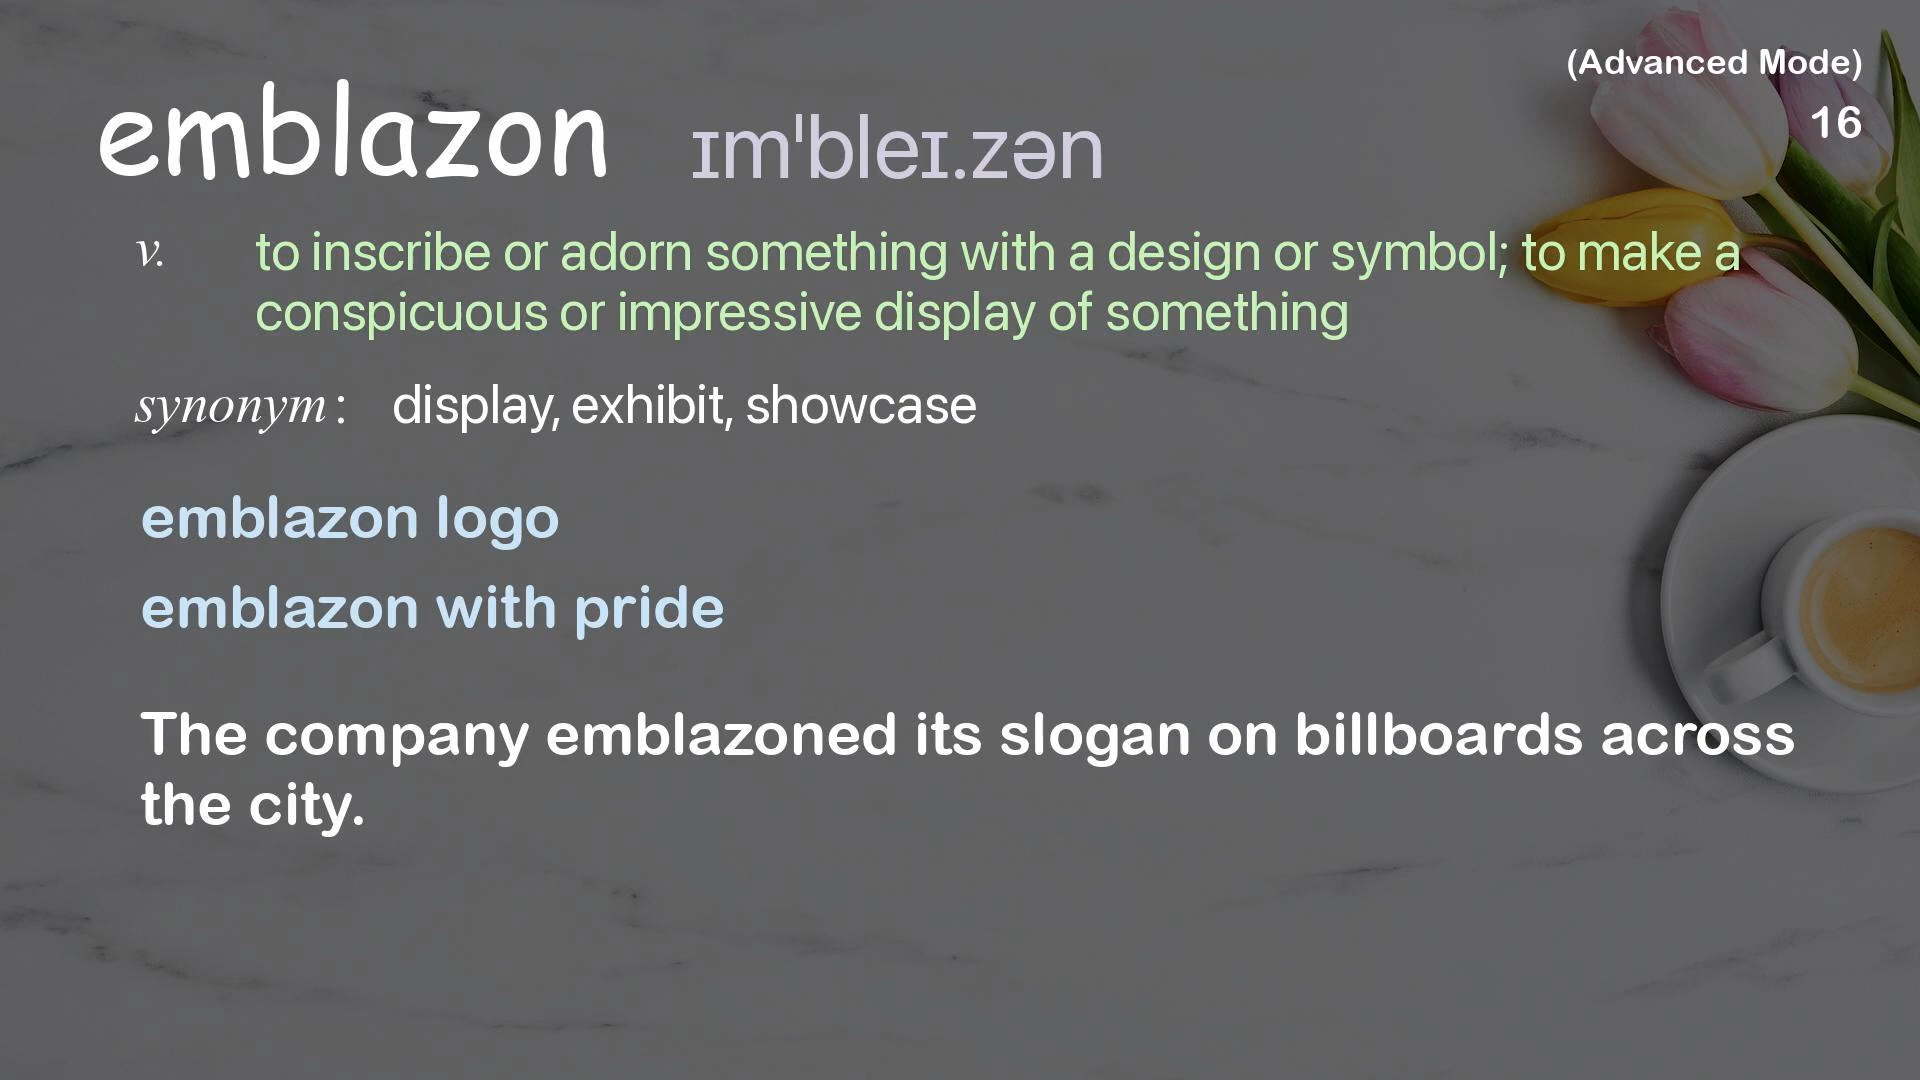 (Advanced Mode)
16
emblazon ɪmˈbleɪ.zən
v. to inscribe or adorn something with a design or symbol; to make a
conspicuous or impressive display of something
synonym: display, exhibit, showcase
emblazon logo
emblazon with pride
The company emblazoned its slogan on billboards across
the city.